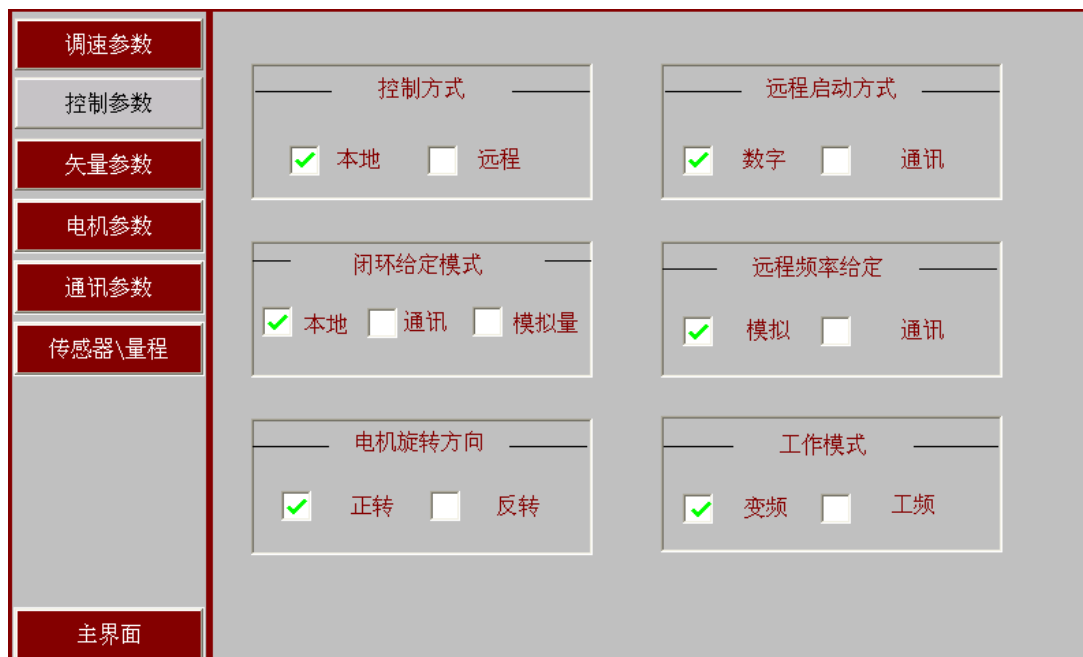 调速参数
控制参数
矢量参数
电机参数
通讯参数
传感器\量程
主界面
控制方式
本地 远程
远程启动方式
数字 通讯
闭环给定模式
本地 通讯 模拟量
远程频率给定
模拟 通讯
电机旋转方向
正转 反转
工作模式
变频 工频